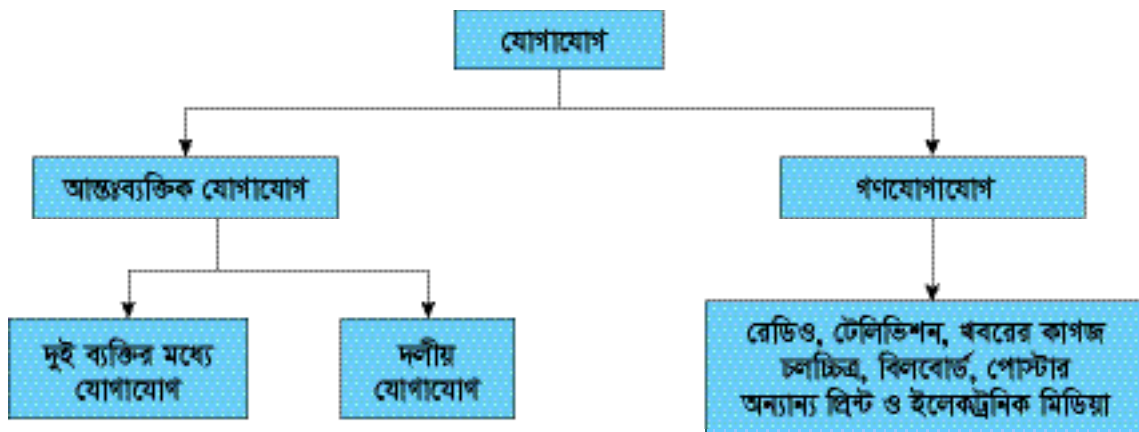 যোগাযোগ
আন্তঃব্যক্তিক যোগাযোগ
গণযোগাযোগ
দুই ব্যক্তির মধ্যে
যোগাযোগ
দলীয়
যোগাযোগ
রেডিও, টেলিভিশন, খবরের কাগজ
চলচ্চিত্র, বিলবোর্ড, পোস্টার
অন্যান্য প্রিন্ট ও ইলেকট্রনিক মিডিয়া